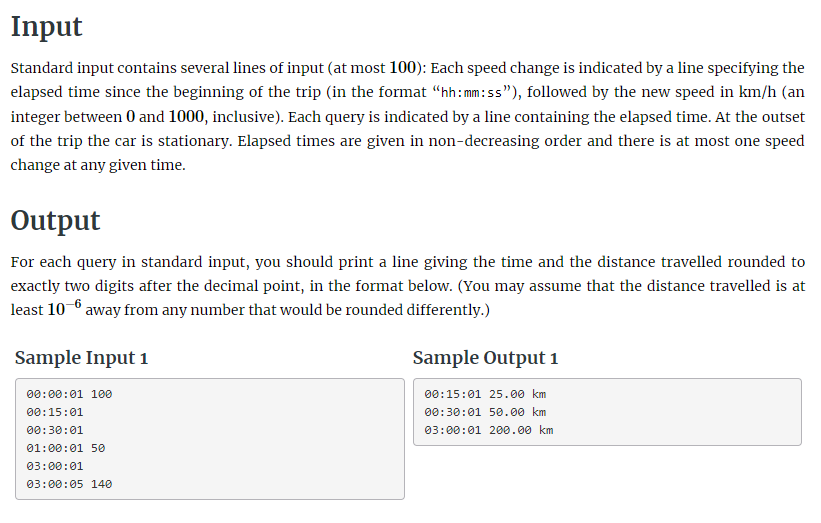 Input
Standard input contains several lines of input (at most 100): Each speed change is indicated by a line specifying the
elapsed time since the beginning of the trip (in the format “hh:mm:ss”), followed by the new speed in km/h (an
integer between 0 and 1000, inclusive). Each query is indicated by a line containing the elapsed time. At the outset
of the trip the car is stationary. Elapsed times are given in non-decreasing order and there is at most one speed
change at any given time.
Output
For each query in standard input, you should print a line giving the time and the distance travelled rounded to
exactly two digits after the decimal point, in the format below. (You may assume that the distance travelled is at
least 10⁻⁶ away from any number that would be rounded differently.)
Sample Input 1
00:00:01 100
00:15:01
00:30:01
01:00:01 50
03:00:01
03:00:05 140
Sample Output 1
00:15:01 25.00 km
00:30:01 50.00 km
03:00:01 200.00 km